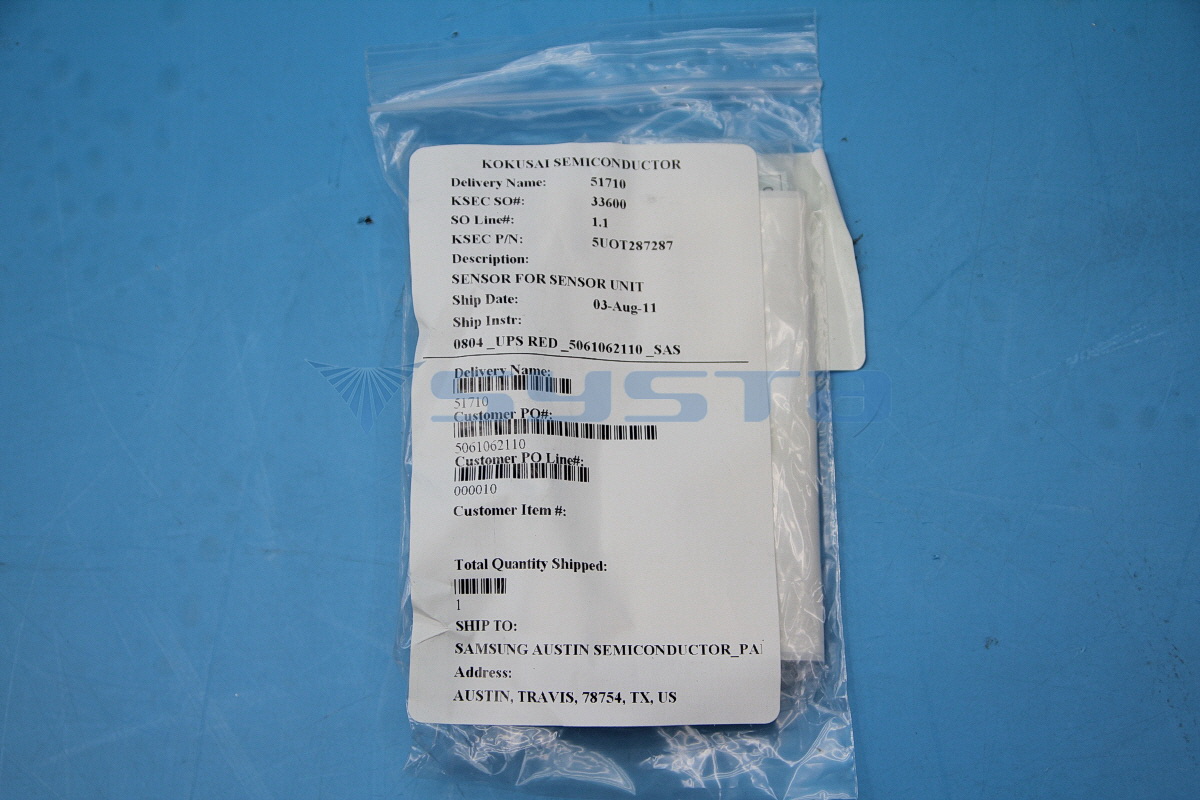 KOKUSAI SEMICONDUCTOR
Delivery Name: 51710
KSEC SO#: 33600
SO Line#: 1.1
KSEC P/N: 5UOT287287
Description:
SENSOR FOR SENSOR UNIT
Ship Date: 03-Aug-11
Ship Instr:
0804 _UPS RED _5061062110 _SAS
Delivery Name:
51710
Customer PO#:
5061062110
Customer PO Line#:
000010
Customer Item #:
Total Quantity Shipped:
1
SHIP TO:
SAMSUNG AUSTIN SEMICONDUCTOR_PA
Address:
AUSTIN, TRAVIS, 78754, TX, US